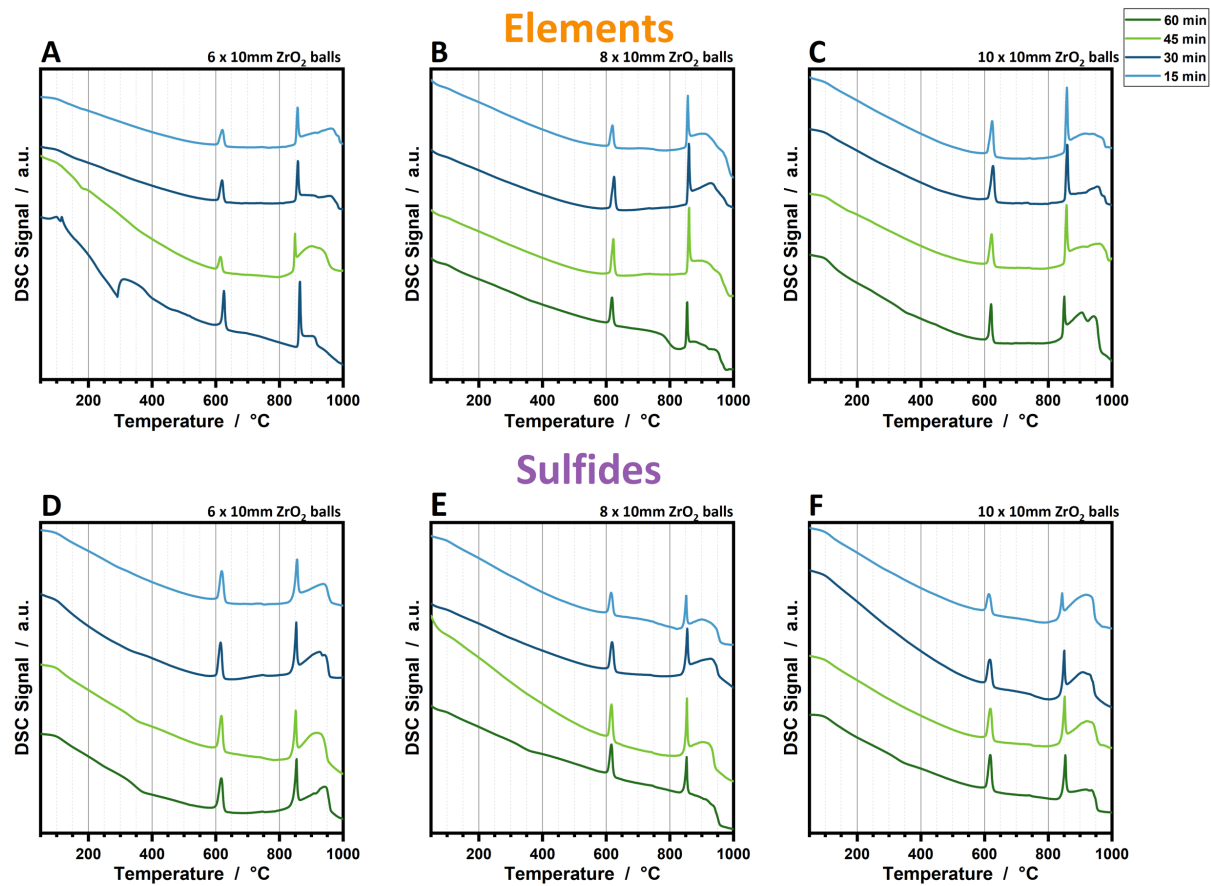 Elements
60 min
45 min
30 min
15 min
A
6 x 10mm ZrO₂ balls
DSC Signal / a.u.
200 400 600 800 1000
Temperature / °C
B
8 x 10mm ZrO₂ balls
DSC Signal / a.u.
200 400 600 800 1000
Temperature / °C
C
10 x 10mm ZrO₂ balls
DSC Signal / a.u.
200 400 600 800 1000
Temperature / °C
Sulfides
D
6 x 10mm ZrO₂ balls
DSC Signal / a.u.
200 400 600 800 1000
Temperature / °C
E
8 x 10mm ZrO₂ balls
DSC Signal / a.u.
200 400 600 800 1000
Temperature / °C
F
10 x 10mm ZrO₂ balls
DSC Signal / a.u.
200 400 600 800 1000
Temperature / °C